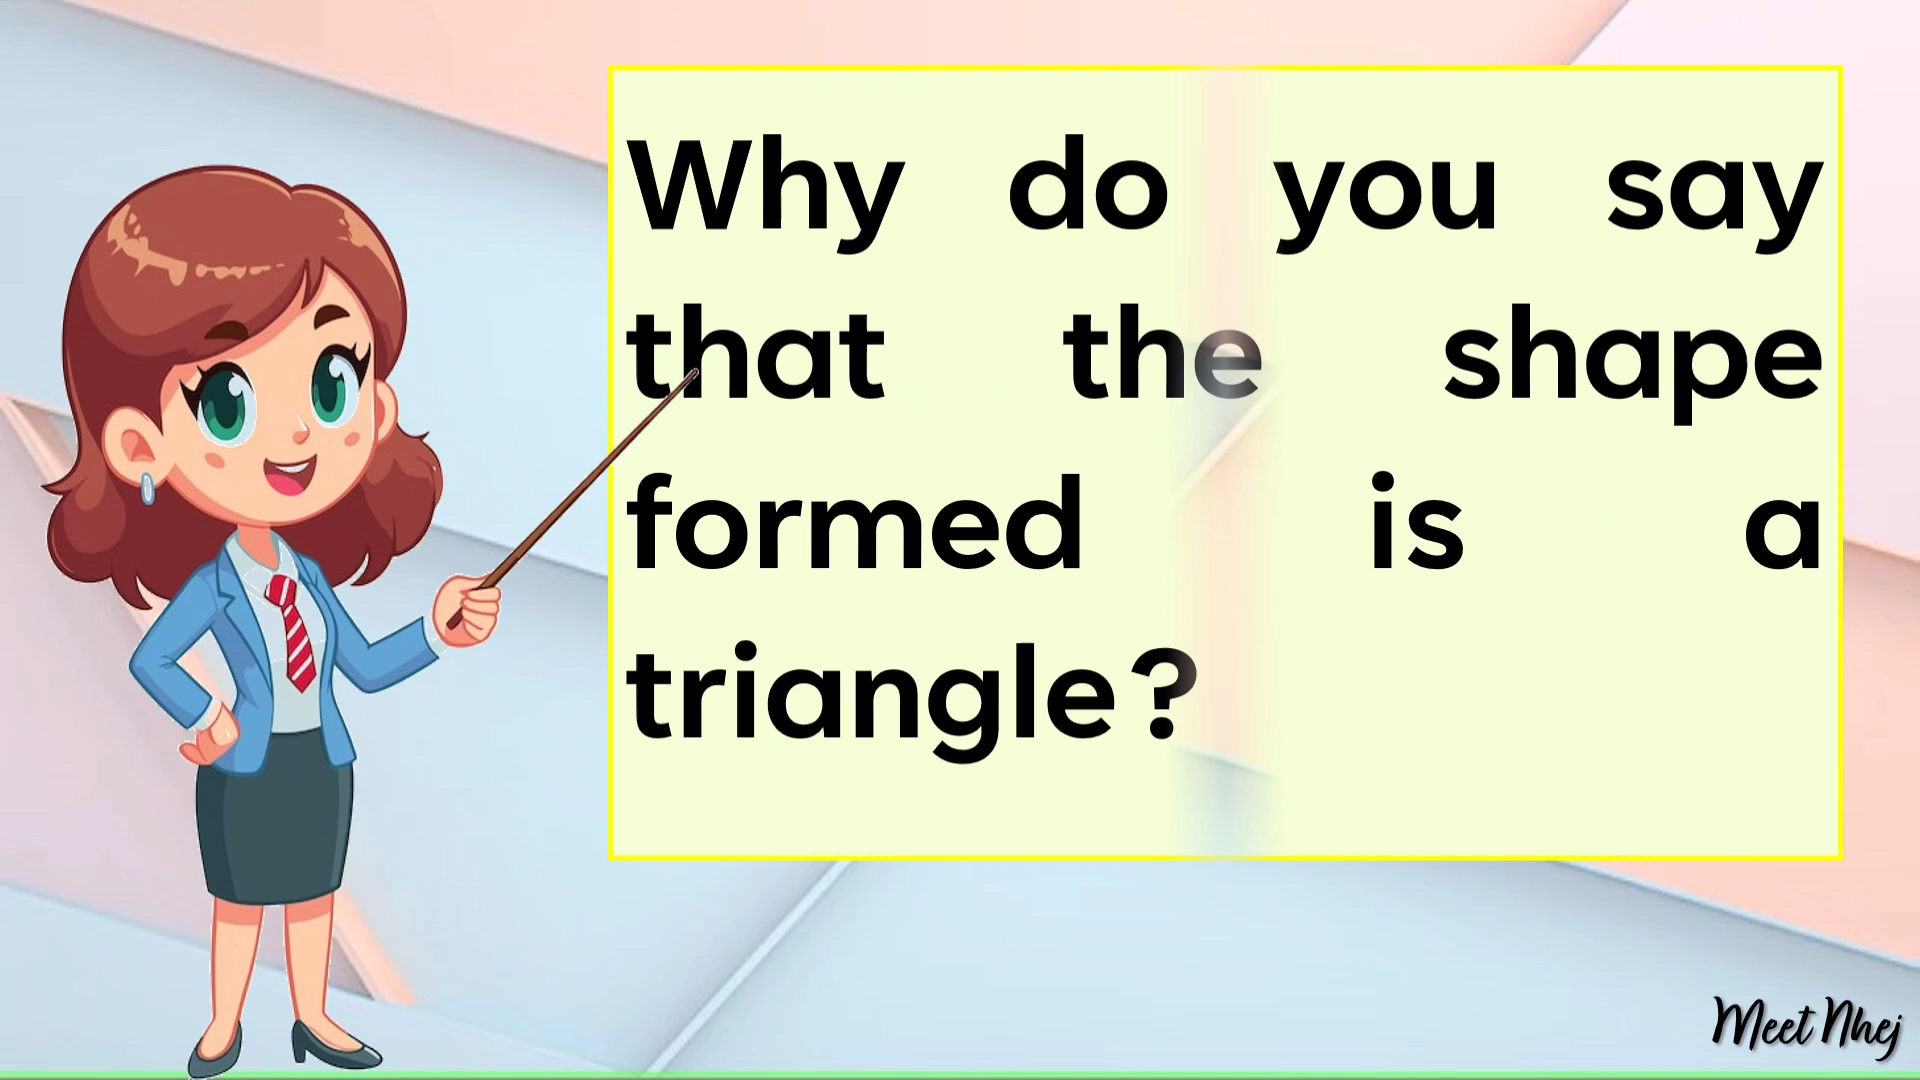 Why do you say
that the shape
formed is a
triangle?
Meet Nhej